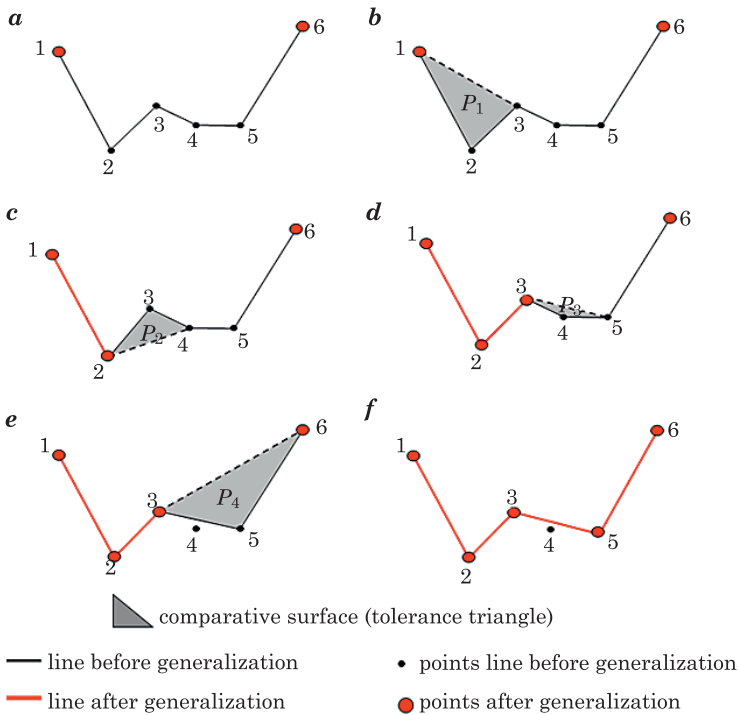 a
1
2
3
4
5
6
b
1
P1
2
3
4
5
6
c
1
2
3
P2
4
5
6
d
1
2
3
P3
4
5
6
e
1
2
3
4
P4
5
6
f
1
2
3
4
5
6
comparative surface (tolerance triangle)
line before generalization
points line before generalization
line after generalization
points after generalization